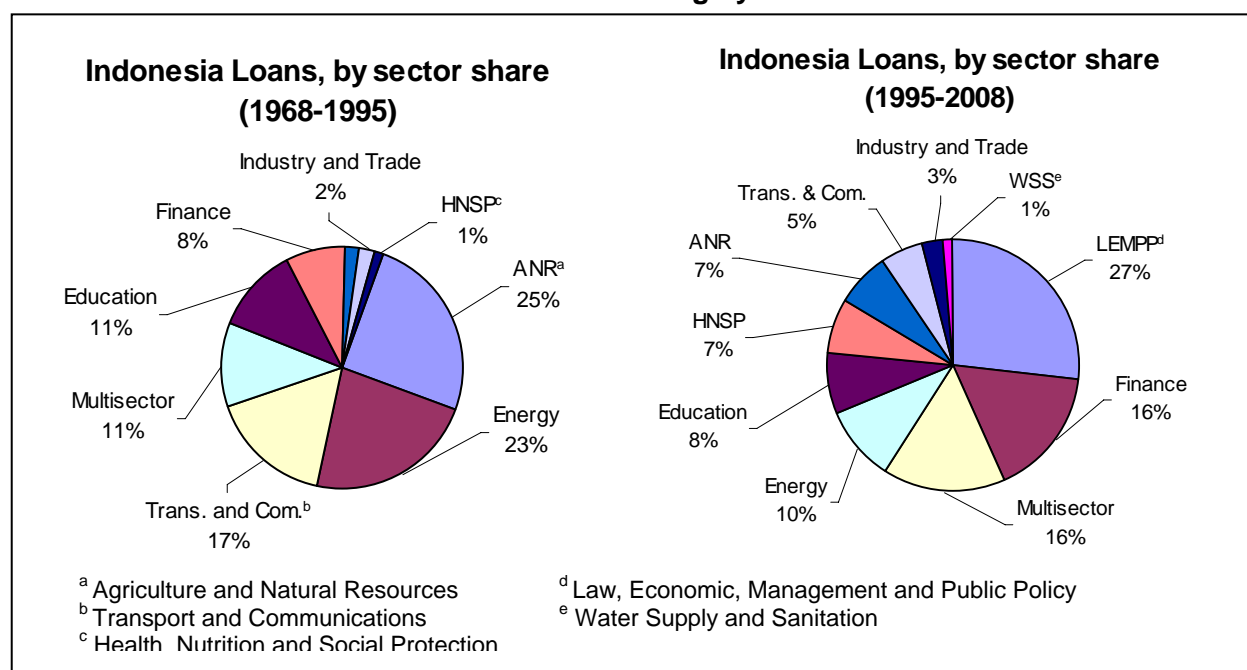 Indonesia Loans, by sector share
(1968-1995)
Industry and Trade
2%
HNSPᶜ
1%
Finance
8%
ANRᵃ
25%
Education
11%
Multisector
11%
Energy
23%
Trans. and Com.ᵇ
17%
Indonesia Loans, by sector share
(1995-2008)
Industry and Trade
3%
WSSᵉ
1%
Trans. & Com.
5%
LEMPPᵈ
27%
ANR
7%
HNSP
7%
Finance
16%
Education
8%
Energy
10%
Multisector
16%
ᵃ Agriculture and Natural Resources
ᵇ Transport and Communications
ᶜ Health, Nutrition and Social Protection
ᵈ Law, Economic, Management and Public Policy
ᵉ Water Supply and Sanitation